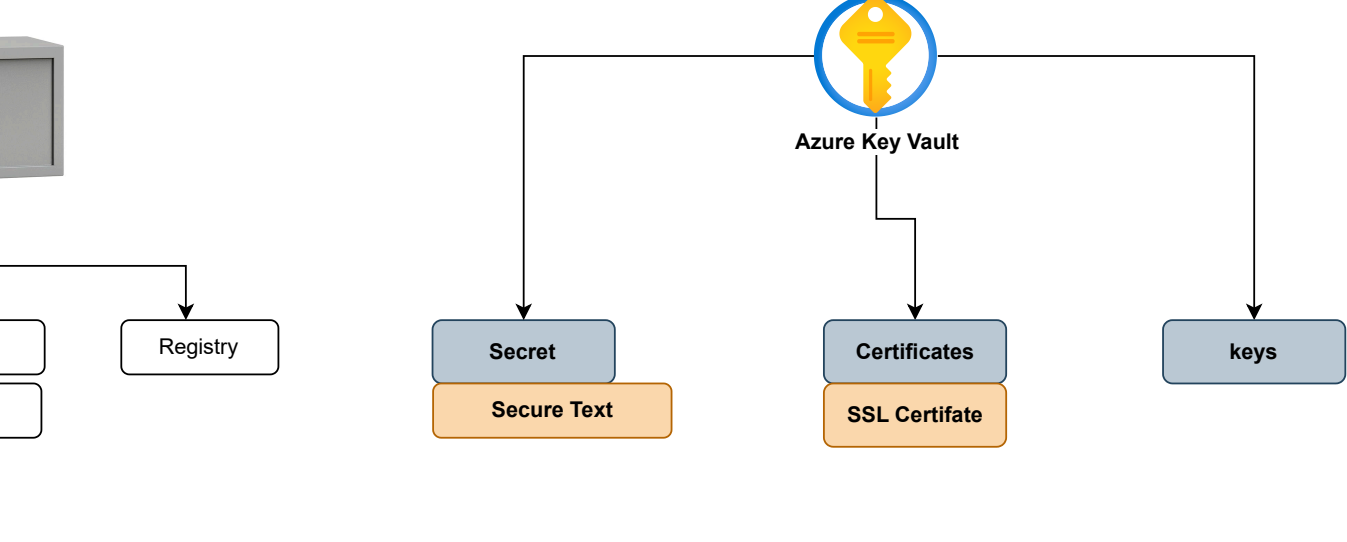 Azure Key Vault
Registry
Secret
Certificates
keys
Secure Text
SSL Certifate